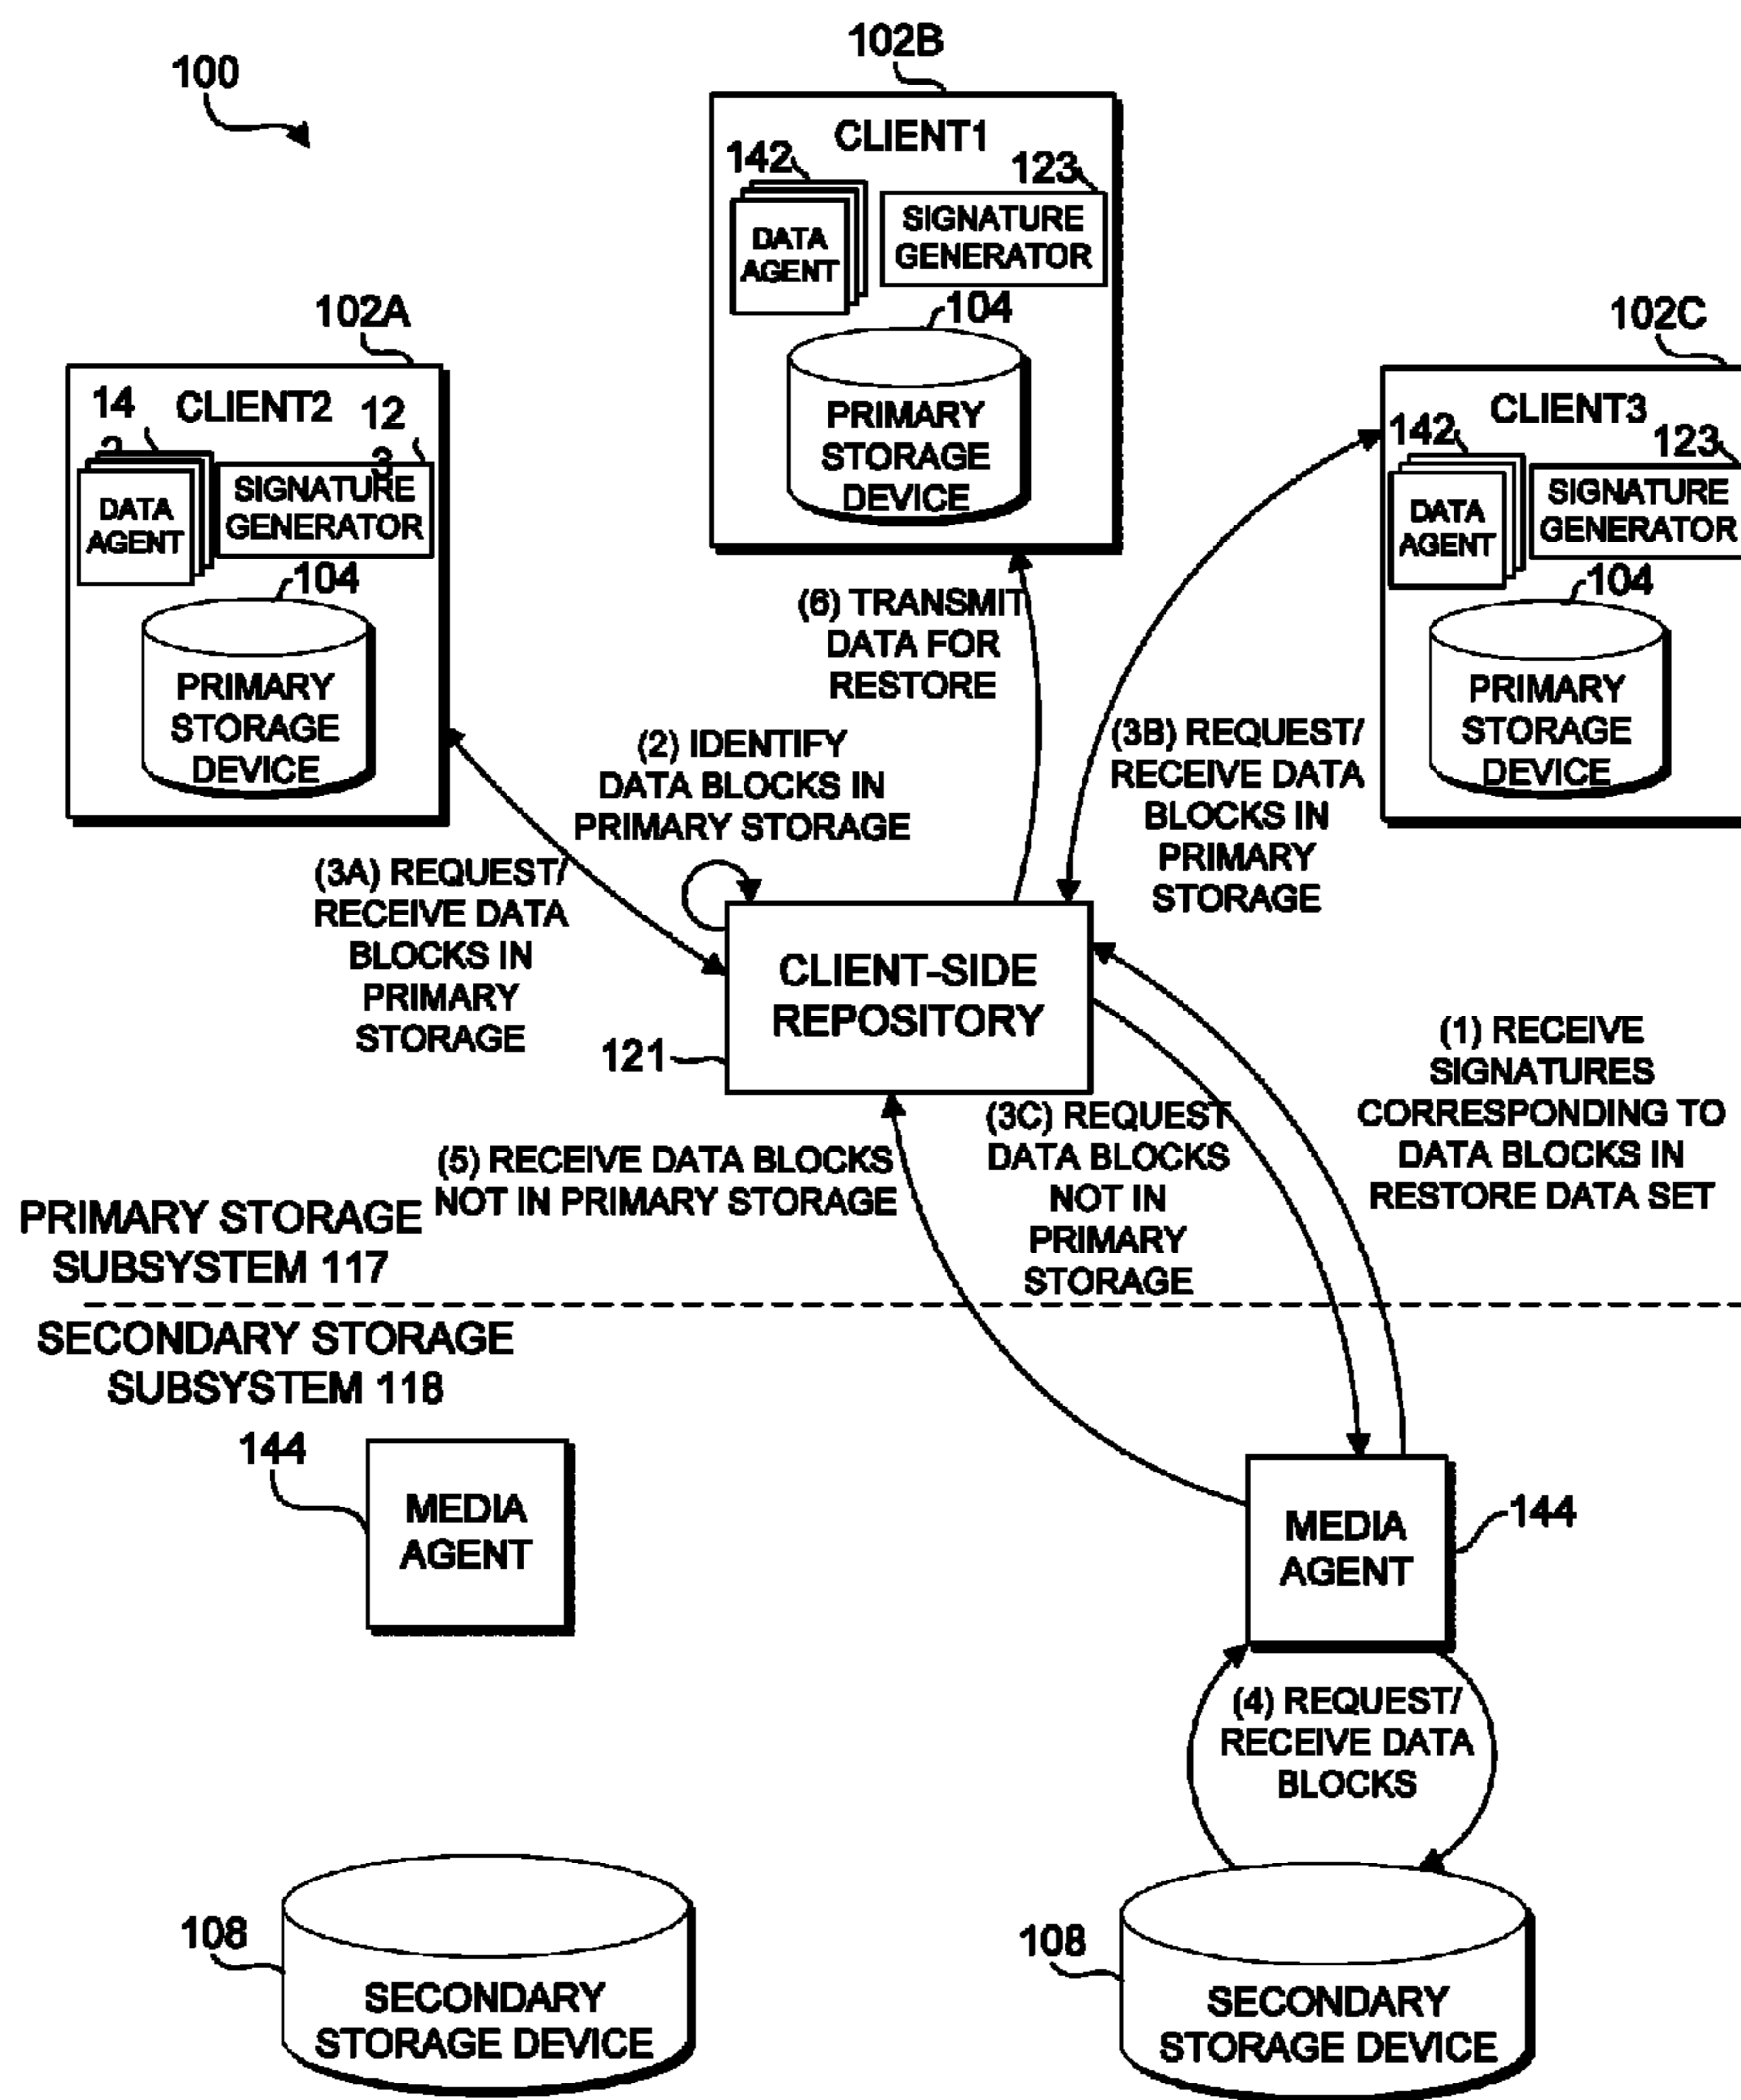 100
102B
CLIENT1
142
123
DATA
AGENT
SIGNATURE
GENERATOR
104
PRIMARY
STORAGE
DEVICE
102A
CLIENT2
14
2
12
3
DATA
AGENT
SIGNATURE
GENERATOR
104
PRIMARY
STORAGE
DEVICE
102C
CLIENT3
142
123
DATA
AGENT
SIGNATURE
GENERATOR
104
PRIMARY
STORAGE
DEVICE
(6) TRANSMIT
DATA FOR
RESTORE
(2) IDENTIFY
DATA BLOCKS IN
PRIMARY STORAGE
(3B) REQUEST/
RECEIVE DATA
BLOCKS IN
PRIMARY
STORAGE
(3A) REQUEST/
RECEIVE DATA
BLOCKS IN
PRIMARY
STORAGE
CLIENT-SIDE
REPOSITORY
121
(1) RECEIVE
SIGNATURES
CORRESPONDING TO
DATA BLOCKS IN
RESTORE DATA SET
(3C) REQUEST
DATA BLOCKS
NOT IN
PRIMARY
STORAGE
(5) RECEIVE DATA BLOCKS
NOT IN PRIMARY STORAGE
PRIMARY STORAGE
SUBSYSTEM 117
SECONDARY STORAGE
SUBSYSTEM 118
144
MEDIA
AGENT
MEDIA
AGENT
144
(4) REQUEST/
RECEIVE DATA
BLOCKS
108
SECONDARY
STORAGE DEVICE
108
SECONDARY
STORAGE DEVICE